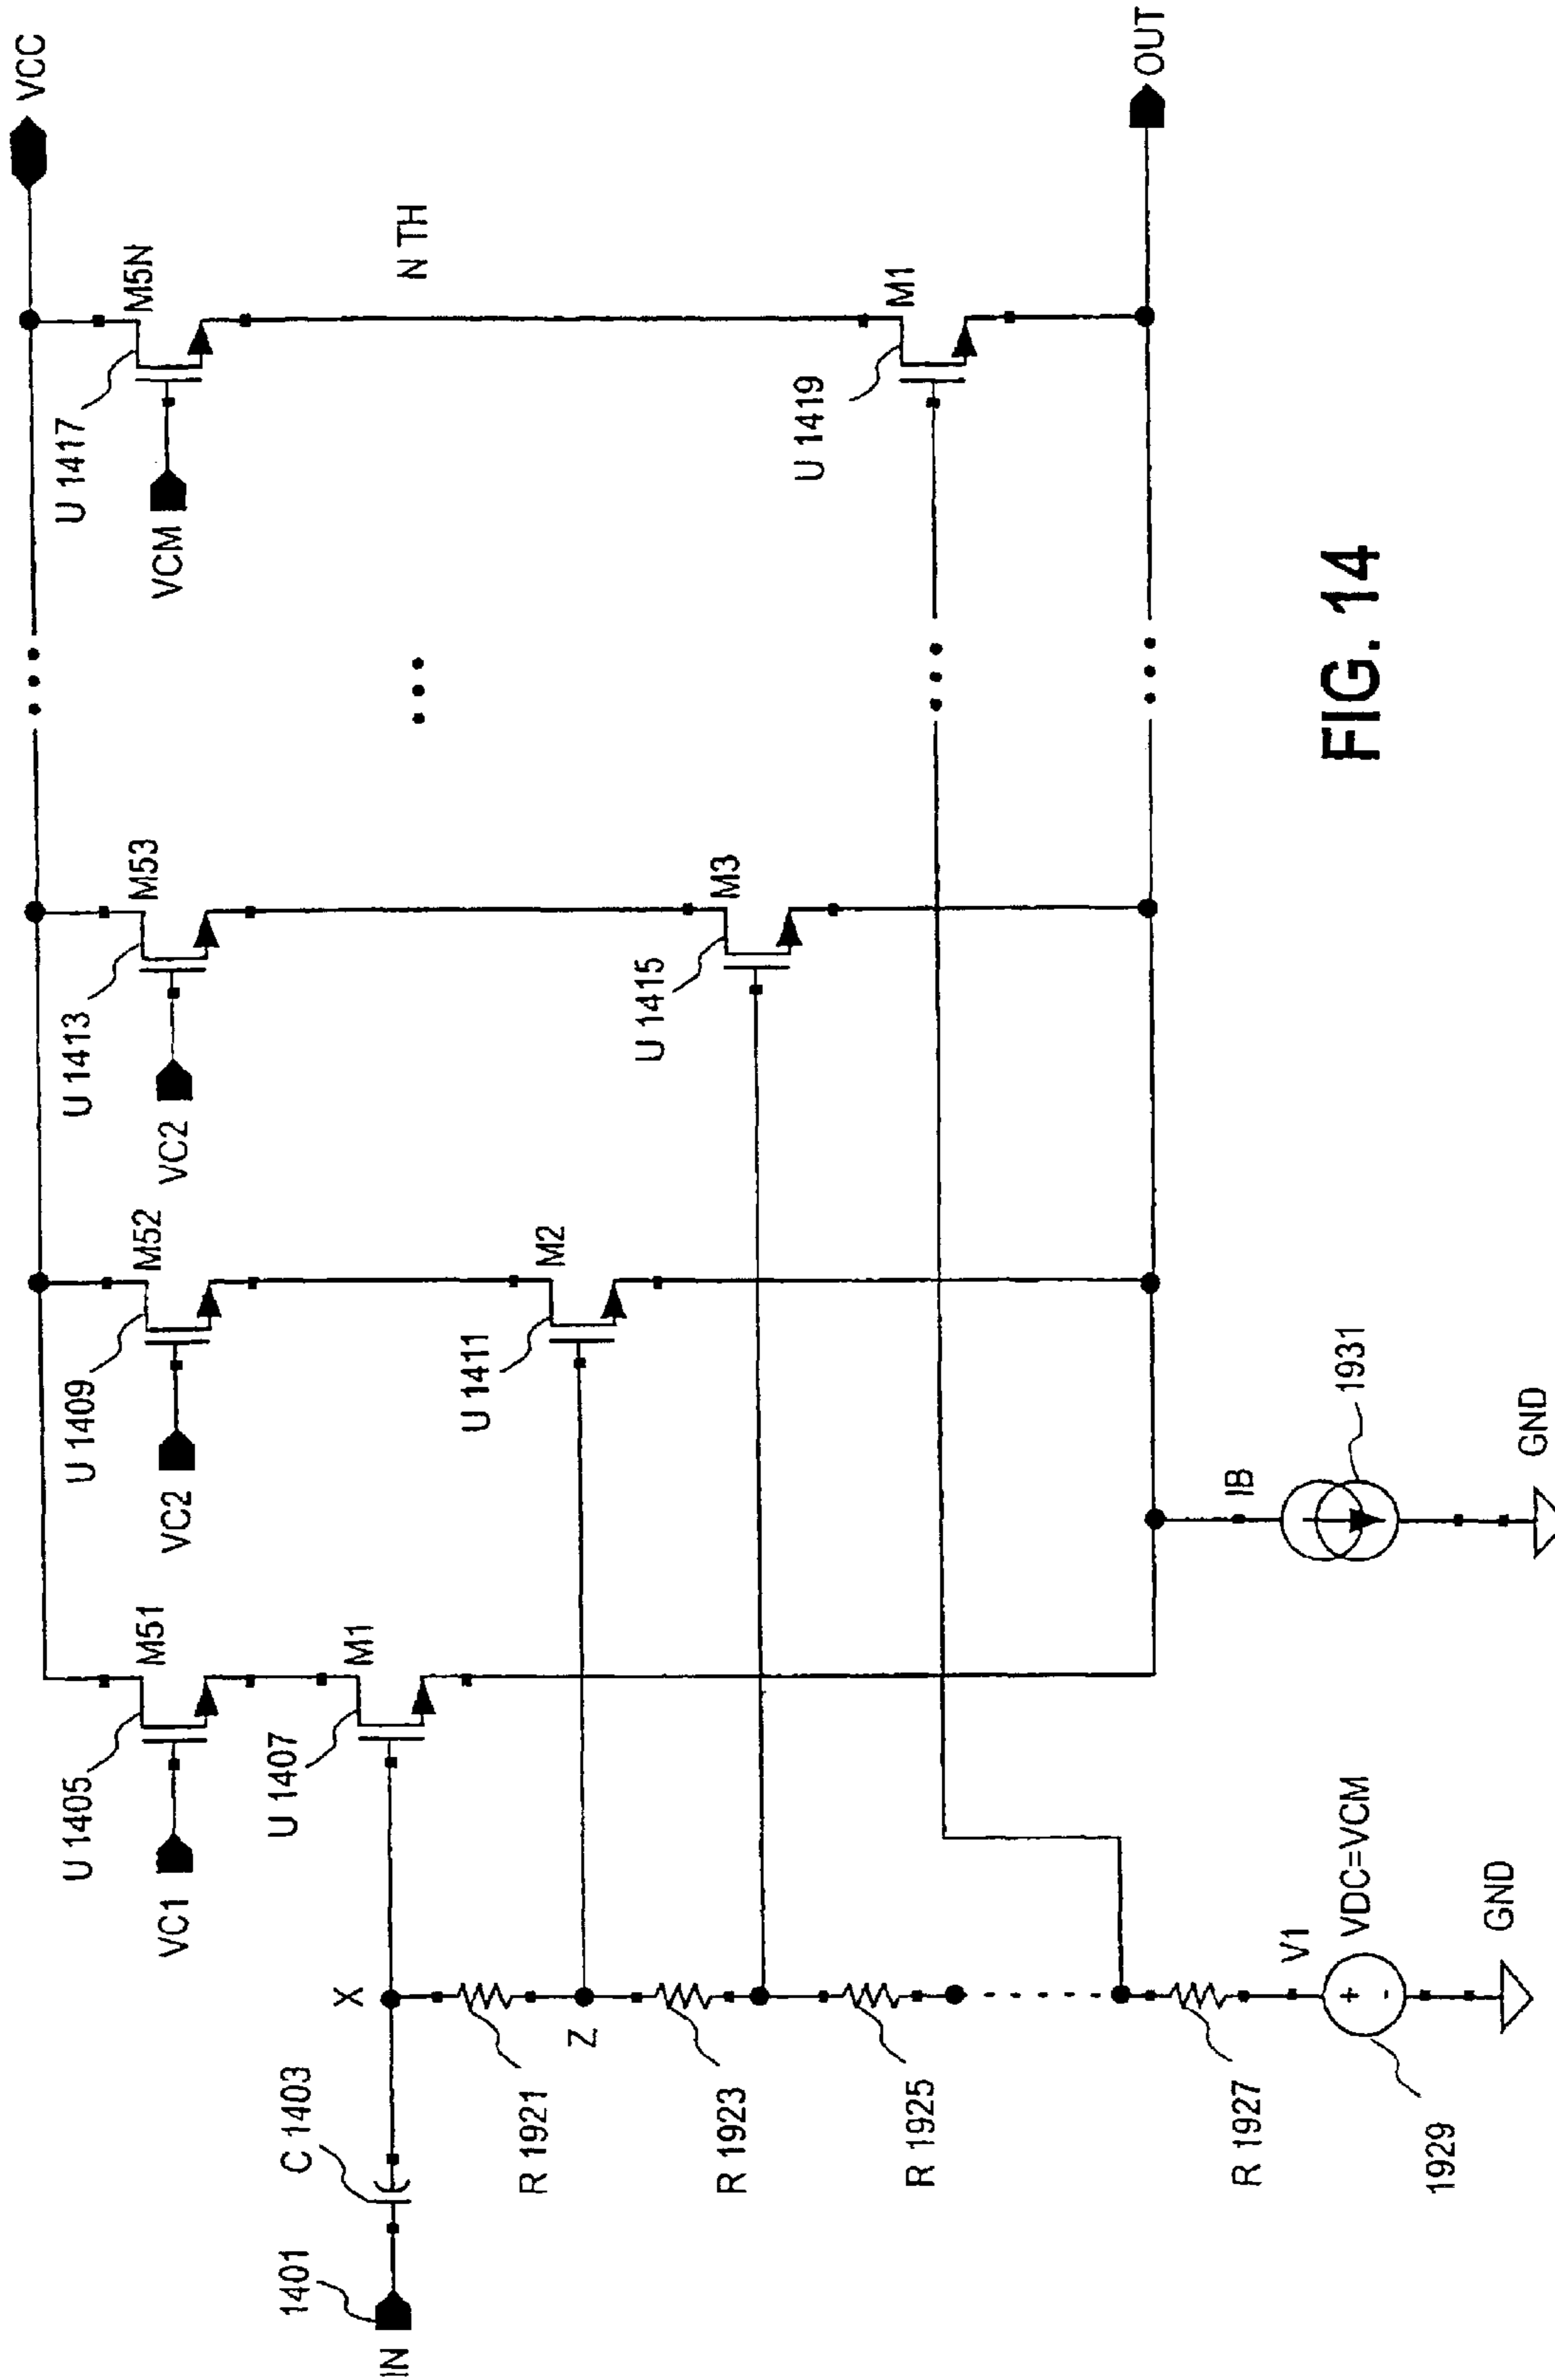 VCC
M5N
U 1417
VCM
N TH
M1
U 1419
OUT
M53
U 1413
VC2
M3
U 1415
M52
U 1409
VC2
M2
U 1411
M51
U 1405
VC1
M1
U 1407
X
Z
C 1403
1401
IN
R 1921
R 1923
R 1925
R 1927
V1
VDC=VCM
1929
GND
IB
1931
GND
FIG. 14